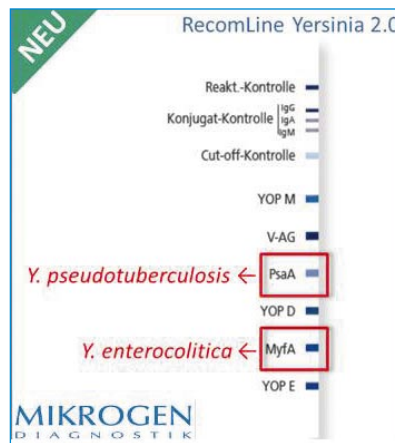 NEU
RecomLine Yersinia 2.0
Reakt.-Kontrolle
Konjugat-Kontrolle
IgG
IgA
IgM
Cut-off-Kontrolle
YOP M
V-AG
Y. pseudotuberculosis ← PsaA
YOP D
Y. enterocolitica ← MyfA
YOP E
MIKROGEN
DIAGNOSTIK